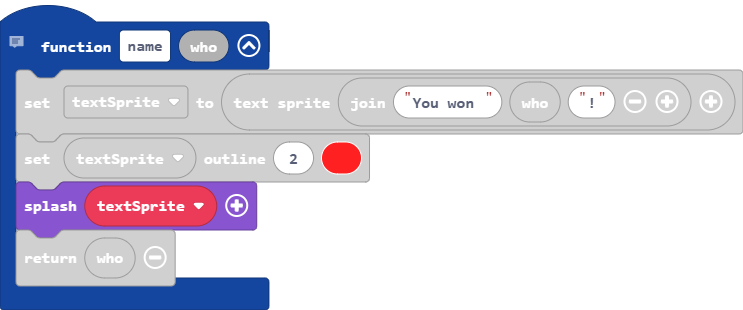 function name who
set textSprite to text sprite join "You won " who "!"
set textSprite outline 2
splash textSprite
return who